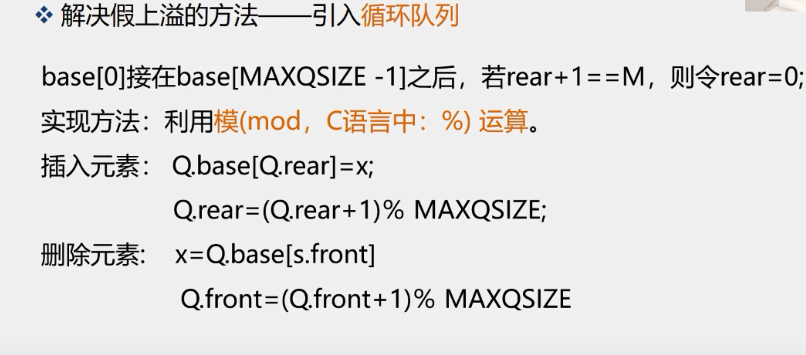 ❖ 解决假上溢的方法——引入循环队列
base[0]接在base[MAXQSIZE -1]之后，若rear+1==M，则令rear=0;
实现方法：利用模(mod，C语言中：%) 运算。
插入元素： Q.base[Q.rear]=x;
Q.rear=(Q.rear+1)% MAXQSIZE;
删除元素: x=Q.base[s.front]
Q.front=(Q.front+1)% MAXQSIZE